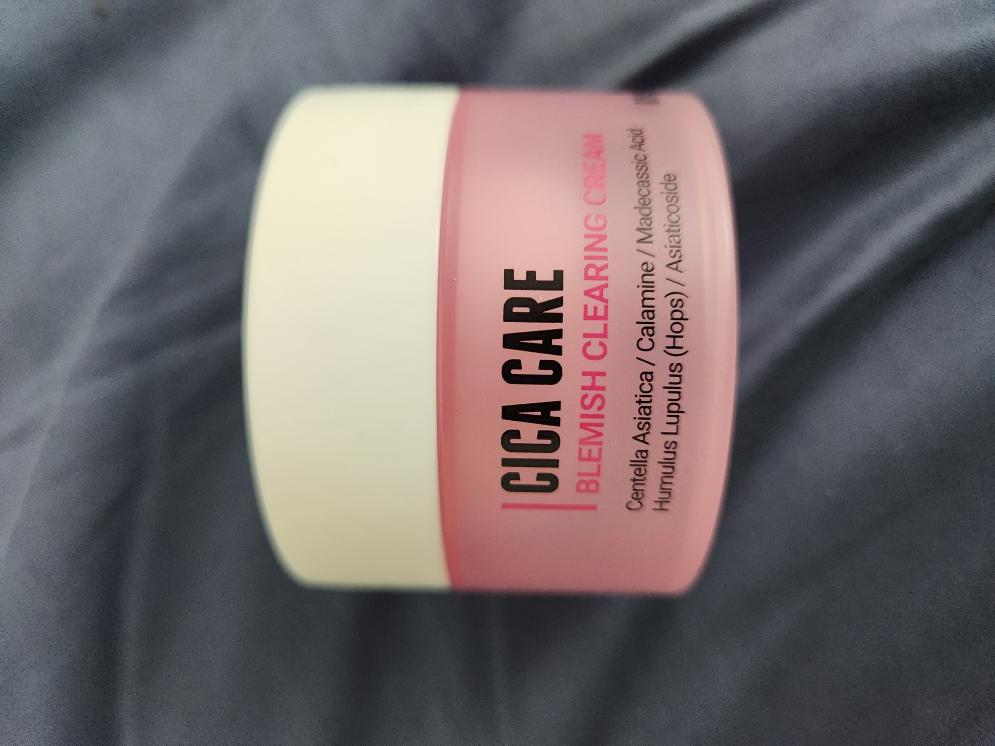 CICA CARE
BLEMISH CLEARING CREAM
Centella Asiatica / Calamine / Madecassic Acid
Humulus Lupulus (Hops) / Asiaticoside